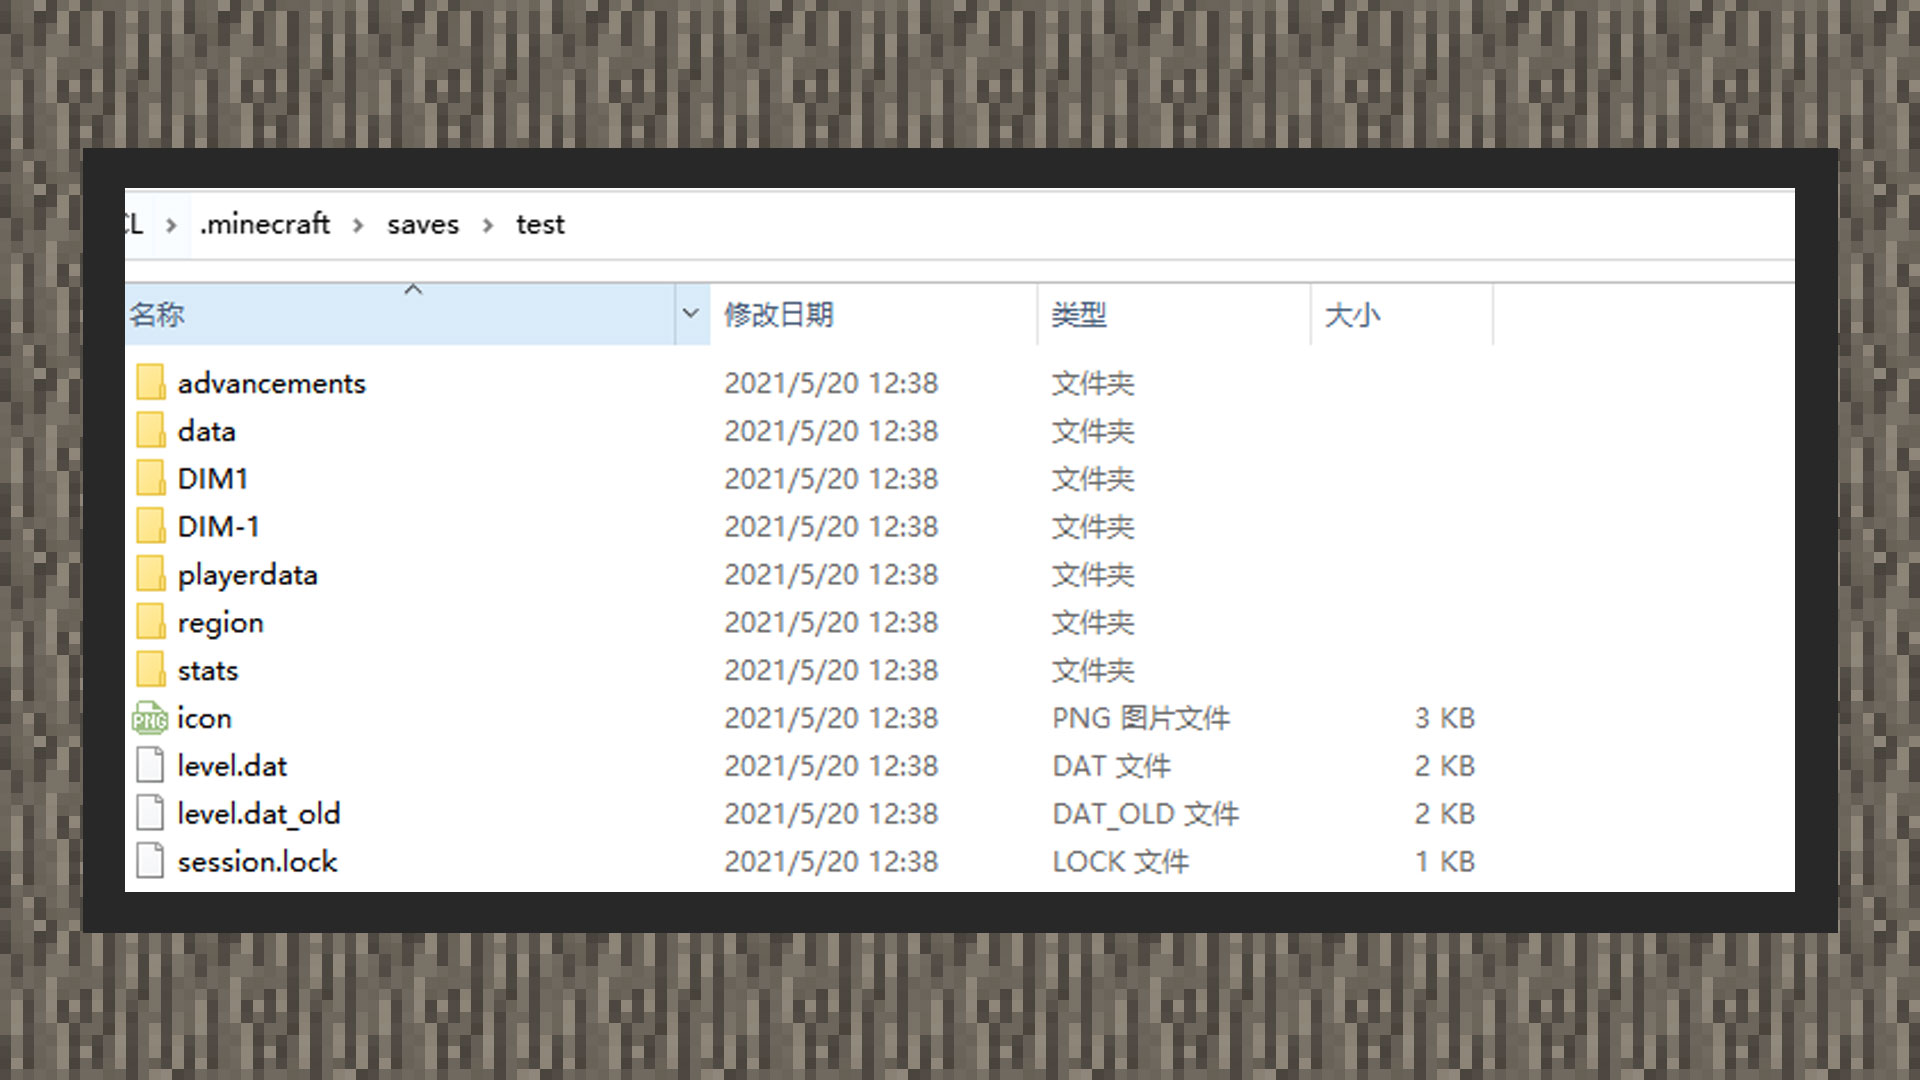 CL > .minecraft > saves > test
名称 修改日期 类型 大小
advancements 2021/5/20 12:38 文件夹
data 2021/5/20 12:38 文件夹
DIM1 2021/5/20 12:38 文件夹
DIM-1 2021/5/20 12:38 文件夹
playerdata 2021/5/20 12:38 文件夹
region 2021/5/20 12:38 文件夹
stats 2021/5/20 12:38 文件夹
PNG icon 2021/5/20 12:38 PNG 图片文件 3 KB
level.dat 2021/5/20 12:38 DAT 文件 2 KB
level.dat_old 2021/5/20 12:38 DAT_OLD 文件 2 KB
session.lock 2021/5/20 12:38 LOCK 文件 1 KB